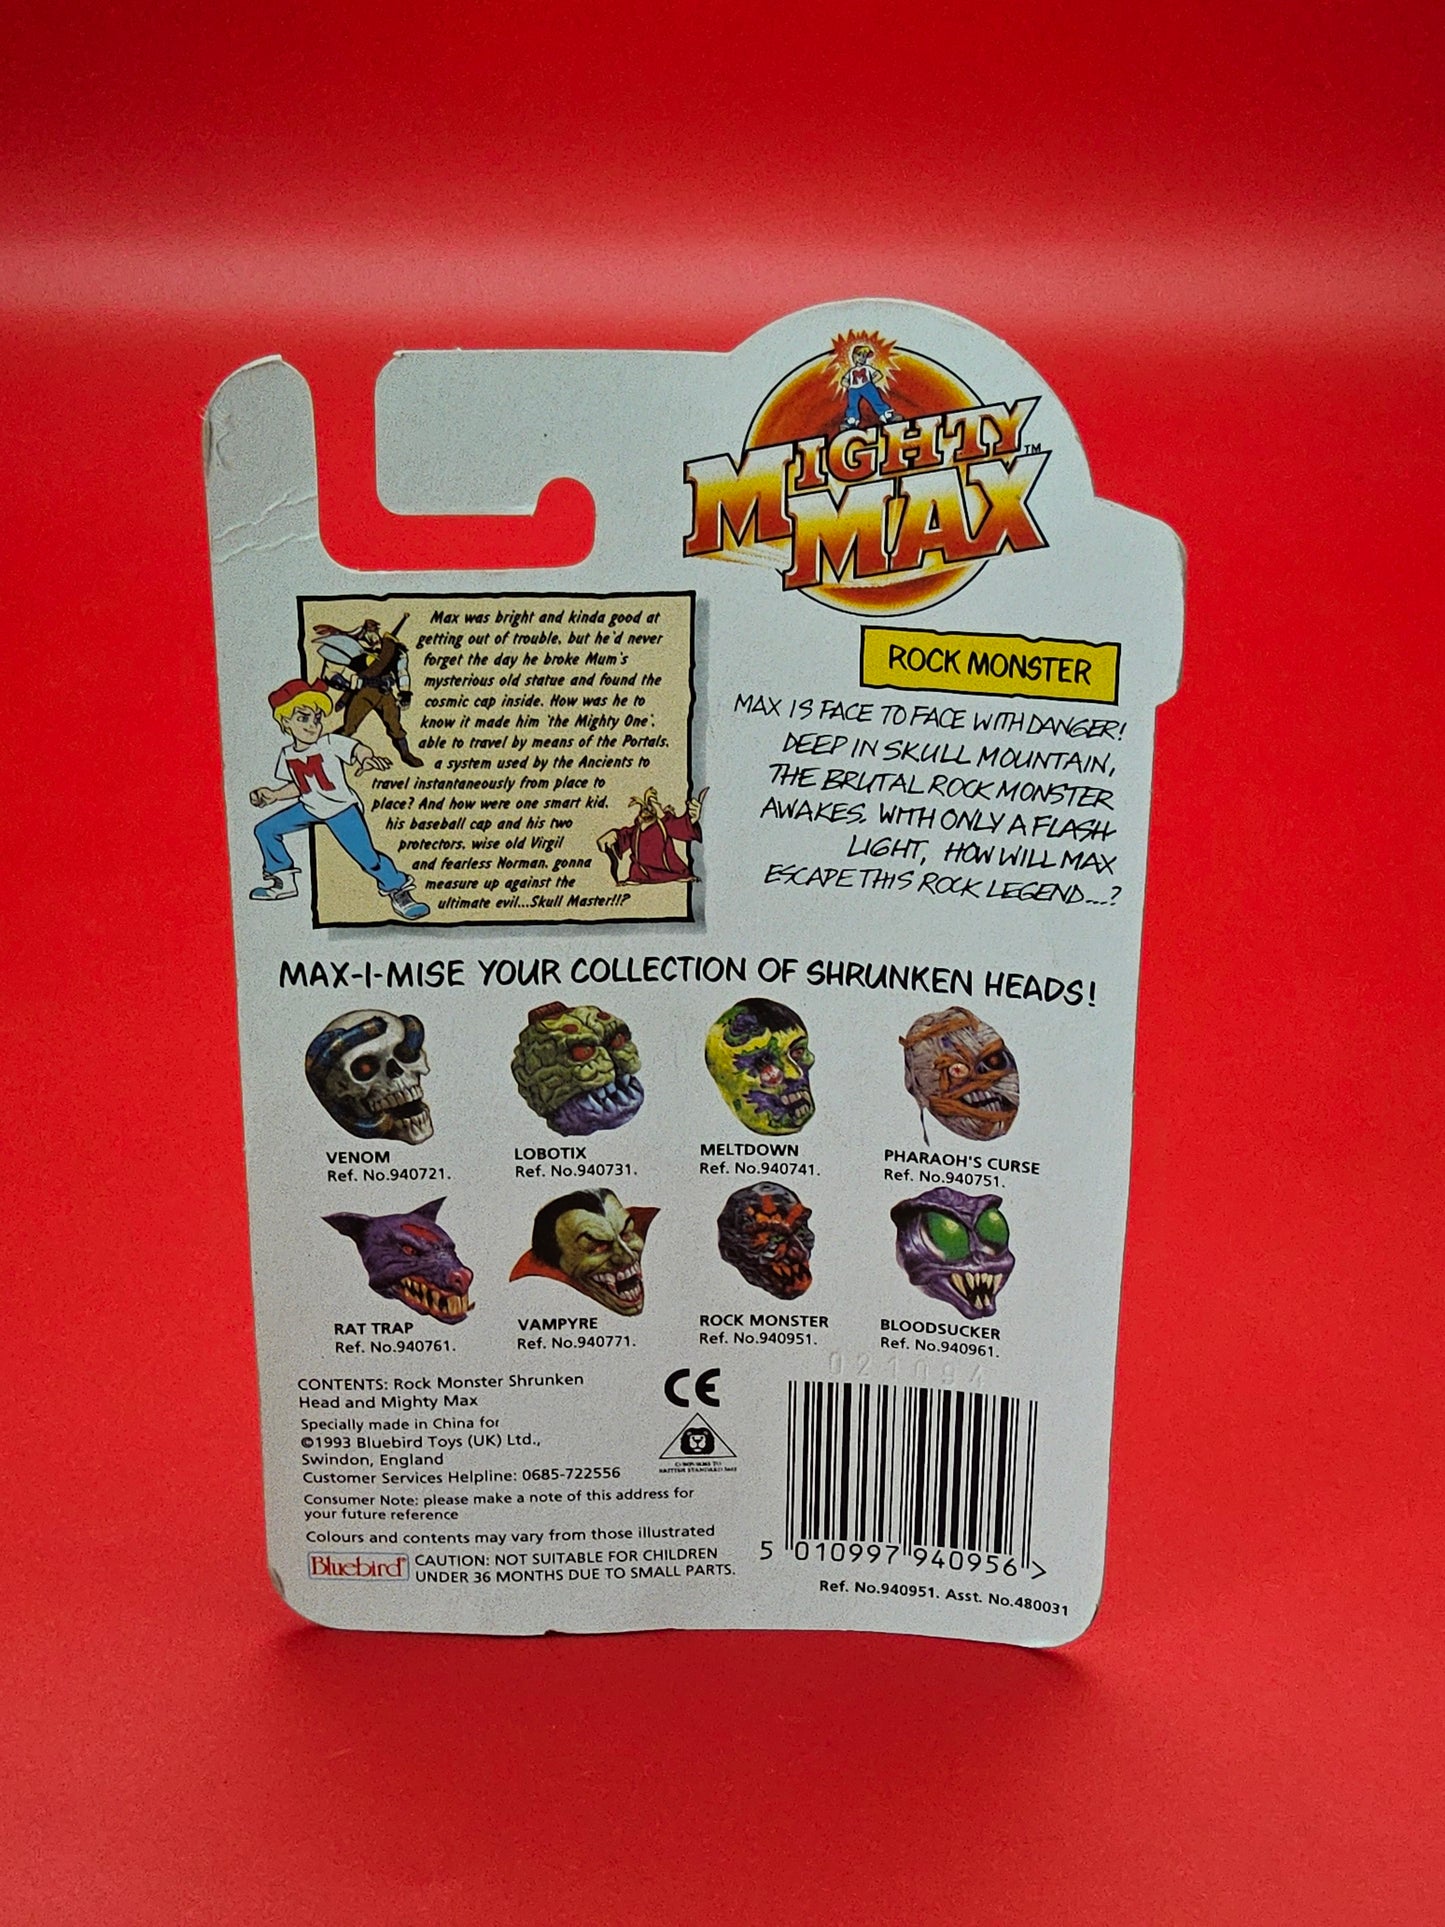 MIGHTY
MAX™
M
ROCK MONSTER
MAX IS FACE TO FACE WITH DANGER!
DEEP IN SKULL MOUNTAIN,
THE BRUTAL ROCK MONSTER
AWAKES. WITH ONLY A FLASH
LIGHT, HOW WILL MAX
ESCAPE THIS ROCK LEGEND....?
Max was bright and kinda good at
getting out of trouble, but he'd never
forget the day he broke Mum's
mysterious old statue and found the
cosmic cap inside. How was he to
know it made him 'the Mighty One',
able to travel by means of the Portals,
a system used by the Ancients to
travel instantaneously from place to
place? And how were one smart kid,
his baseball cap and his two
protectors, wise old Virgil
and fearless Norman, gonna
measure up against the
ultimate evil...Skull Master!!?
M
MAX-I-MISE YOUR COLLECTION OF SHRUNKEN HEADS!
VENOM
Ref. No.940721.
LOBOTIX
Ref. No.940731.
MELTDOWN
Ref. No.940741.
PHARAOH'S CURSE
Ref. No.940751.
RAT TRAP
Ref. No.940761.
VAMPYRE
Ref. No.940771.
ROCK MONSTER
Ref. No.940951.
BLOODSUCKER
Ref. No.940961.
CONTENTS: Rock Monster Shrunken
Head and Mighty Max
Specially made in China for
©1993 Bluebird Toys (UK) Ltd.,
Swindon, England
Customer Services Helpline: 0685-722556
Consumer Note: please make a note of this address for
your future reference
Colours and contents may vary from those illustrated
Bluebird®
CAUTION: NOT SUITABLE FOR CHILDREN
UNDER 36 MONTHS DUE TO SMALL PARTS.
CE
CONFORMS TO
BRITISH STANDARD 5665
021094
5 010997 940956 >
Ref. No.940951. Asst. No.480031